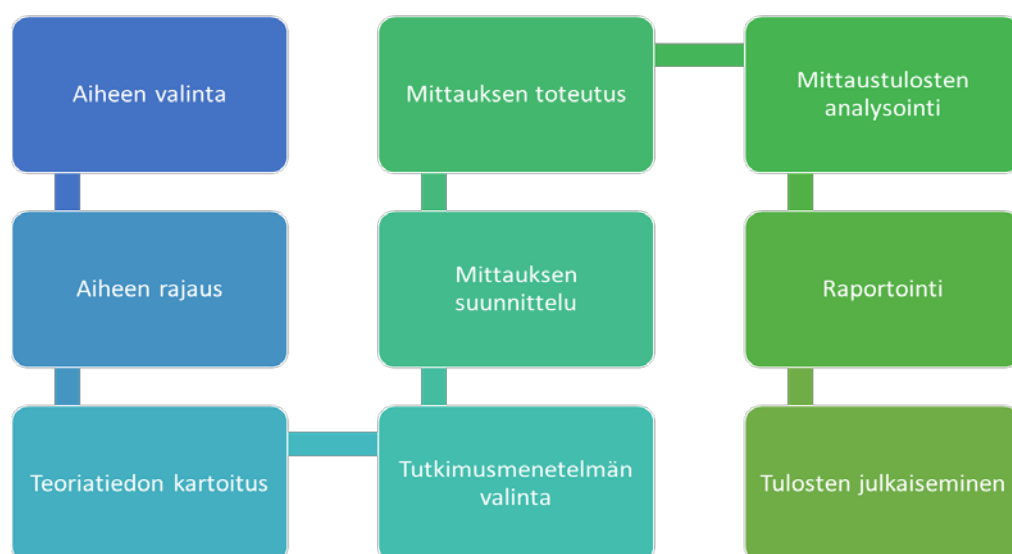 Aiheen valinta
Aiheen rajaus
Teoriatiedon kartoitus
Tutkimusmenetelmän
valinta
Mittauksen
suunnittelu
Mittauksen toteutus
Mittaustulosten
analysointi
Raportointi
Tulosten julkaiseminen